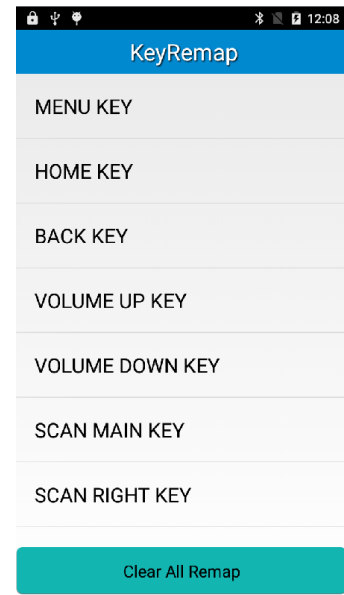 12:08
KeyRemap
MENU KEY
HOME KEY
BACK KEY
VOLUME UP KEY
VOLUME DOWN KEY
SCAN MAIN KEY
SCAN RIGHT KEY
Clear All Remap